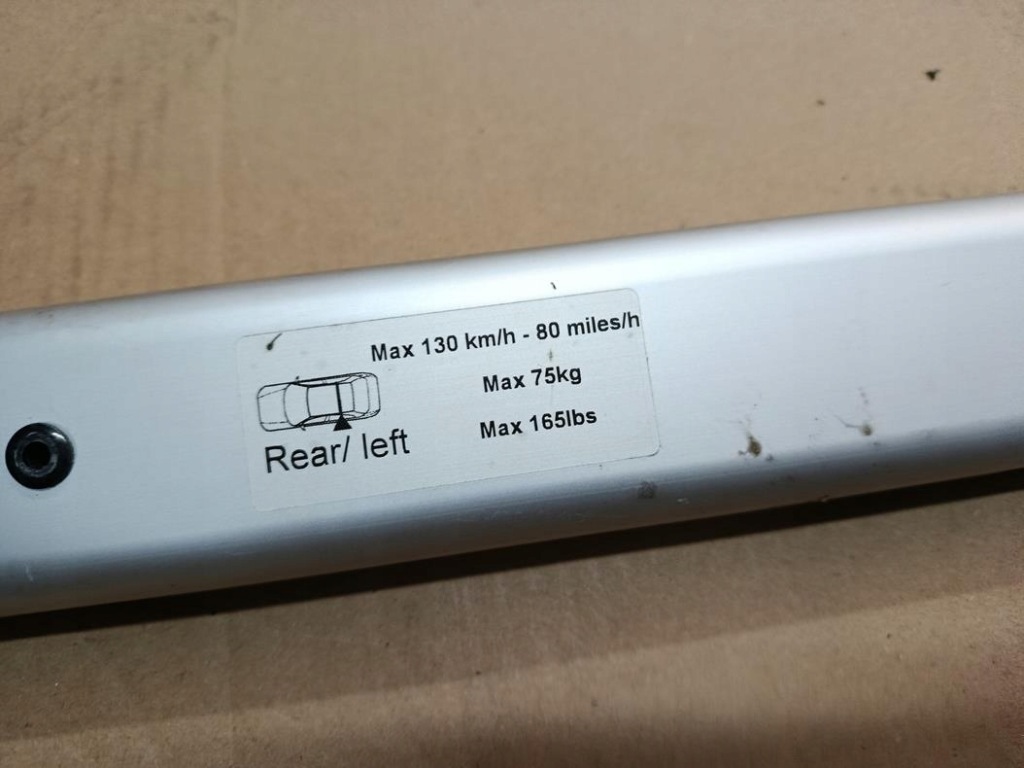 Max 130 km/h - 80 miles/h
Max 75kg
Max 165lbs
Rear/ left